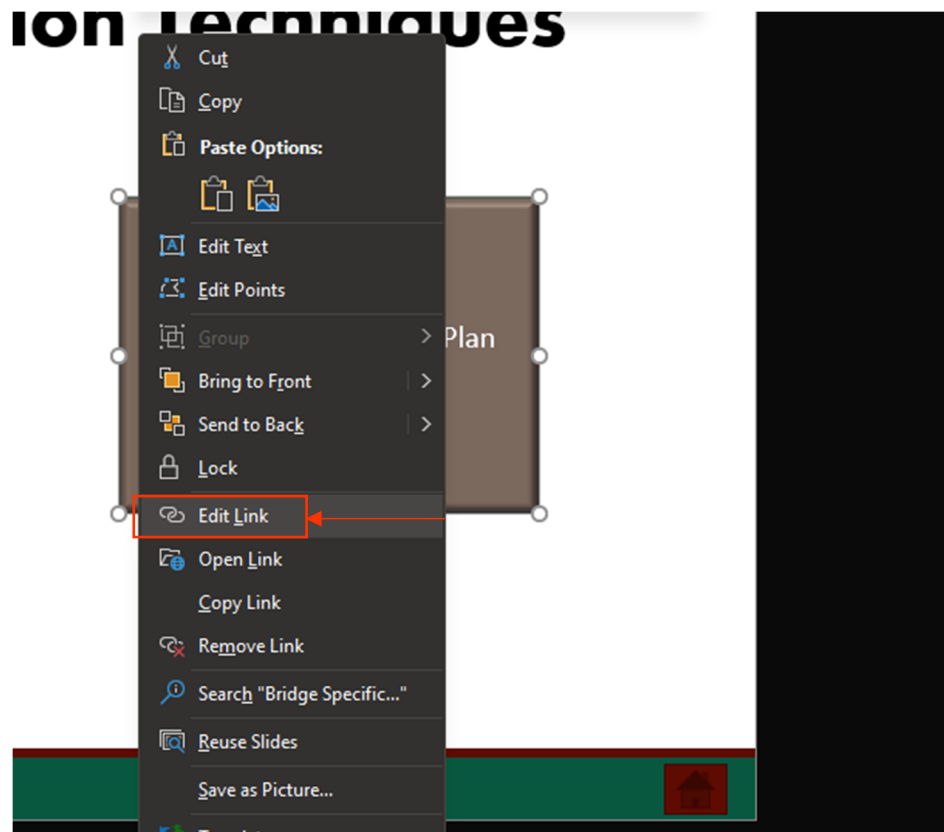 ion Techniques
Cut
Copy
Paste Options:
Edit Text
Edit Points
Group
Plan
Bring to Front
Send to Back
Lock
Edit Link
Open Link
Copy Link
Remove Link
Search "Bridge Specific..."
Reuse Slides
Save as Picture...